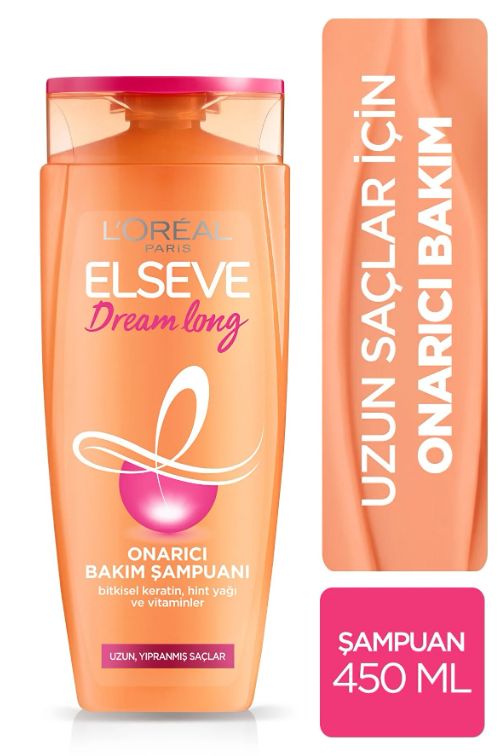 L'ORÉAL
PARIS
ELSEVE
Dream long
ONARICI
BAKIM ŞAMPUANI
bitkisel keratin, hint yağı
ve vitaminler
UZUN, YIPRANMIŞ SAÇLAR
UZUN SAÇLAR İÇİN
ONARICI BAKIM
ŞAMPUAN
450 ML